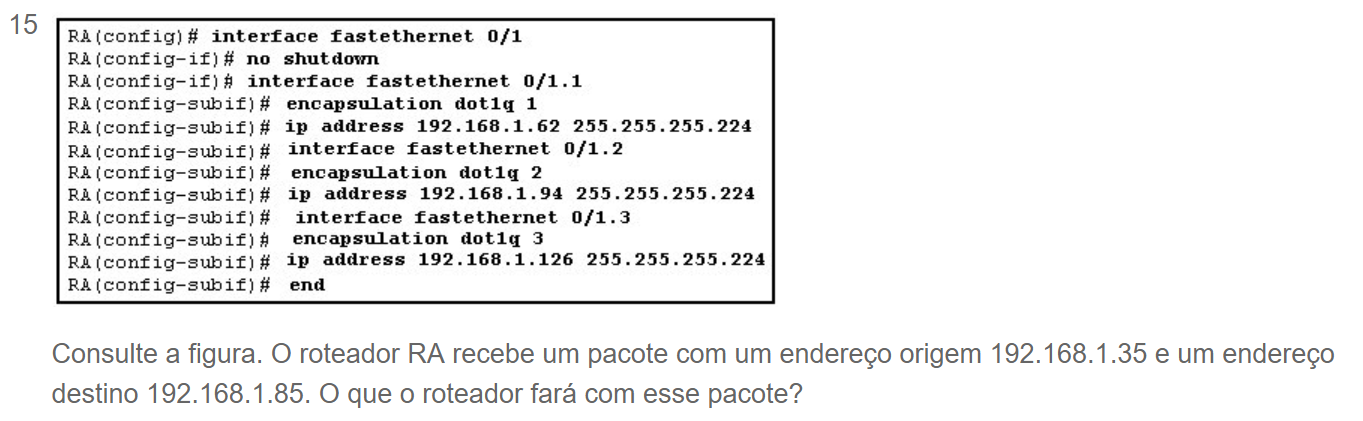 15
RA(config)# interface fastethernet 0/1
RA(config-if)# no shutdown
RA(config-if)# interface fastethernet 0/1.1
RA(config-subif)# encapsulation dot1q 1
RA(config-subif)# ip address 192.168.1.62 255.255.255.224
RA(config-subif)# interface fastethernet 0/1.2
RA(config-subif)# encapsulation dot1q 2
RA(config-subif)# ip address 192.168.1.94 255.255.255.224
RA(config-subif)# interface fastethernet 0/1.3
RA(config-subif)# encapsulation dot1q 3
RA(config-subif)# ip address 192.168.1.126 255.255.255.224
RA(config-subif)# end
Consulte a figura. O roteador RA recebe um pacote com um endereço origem 192.168.1.35 e um endereço
destino 192.168.1.85. O que o roteador fará com esse pacote?